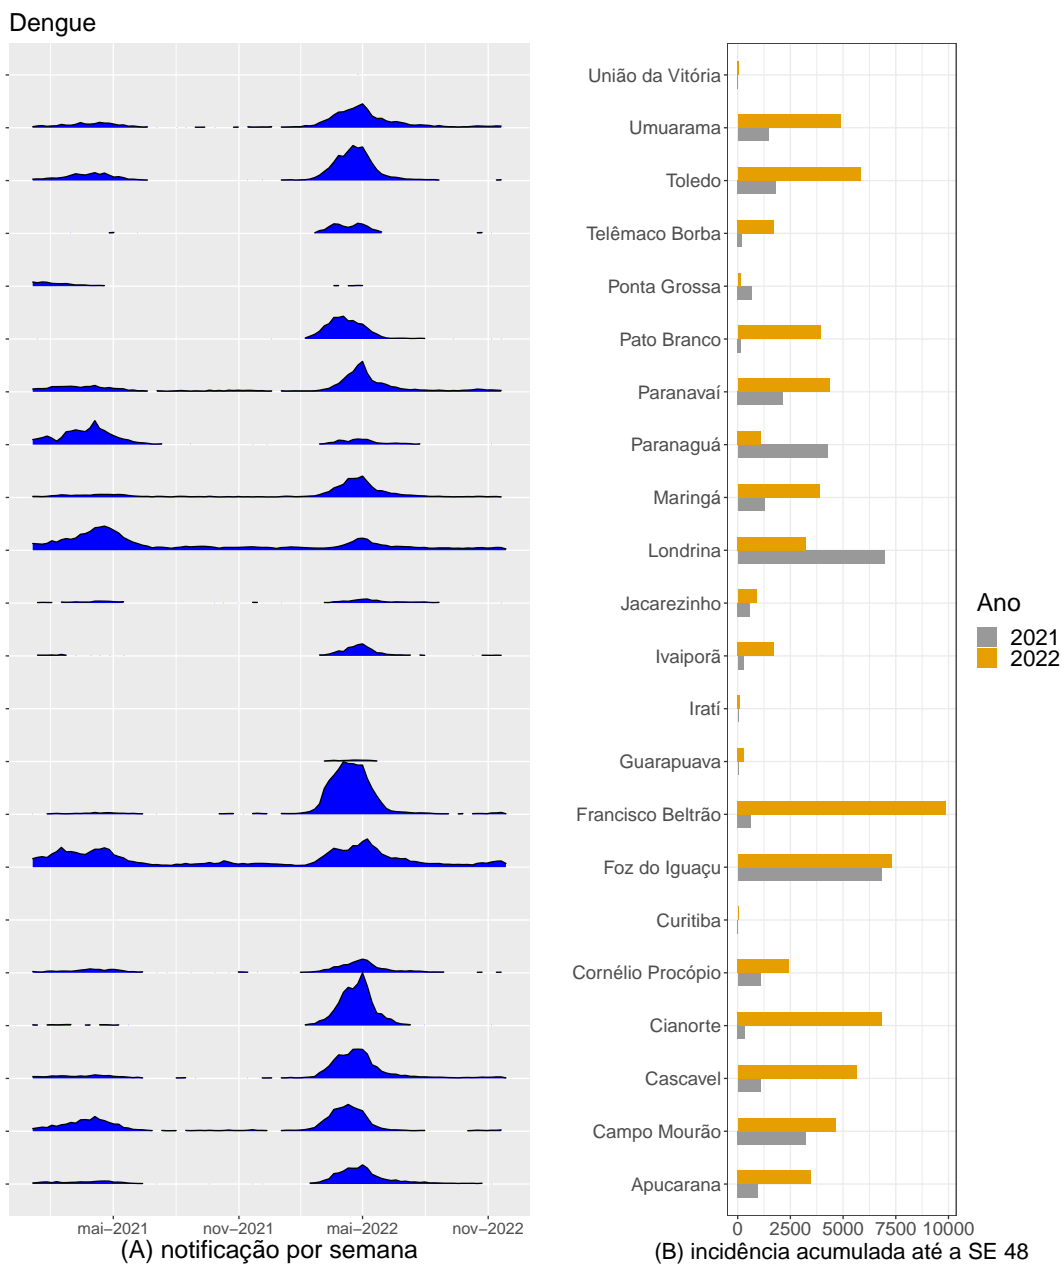 Dengue
União da Vitória
Umuarama
Toledo
Telêmaco Borba
Ponta Grossa
Pato Branco
Paranavaí
Paranaguá
Maringá
Londrina
Jacarezinho
Ivaiporã
Iratí
Guarapuava
Francisco Beltrão
Foz do Iguaçu
Curitiba
Cornélio Procópio
Cianorte
Cascavel
Campo Mourão
Apucarana
Ano
2021
2022
mai–2021 nov–2021 mai–2022 nov–2022
(A) notificação por semana
0 2500 5000 7500 10000
(B) incidência acumulada até a SE 48